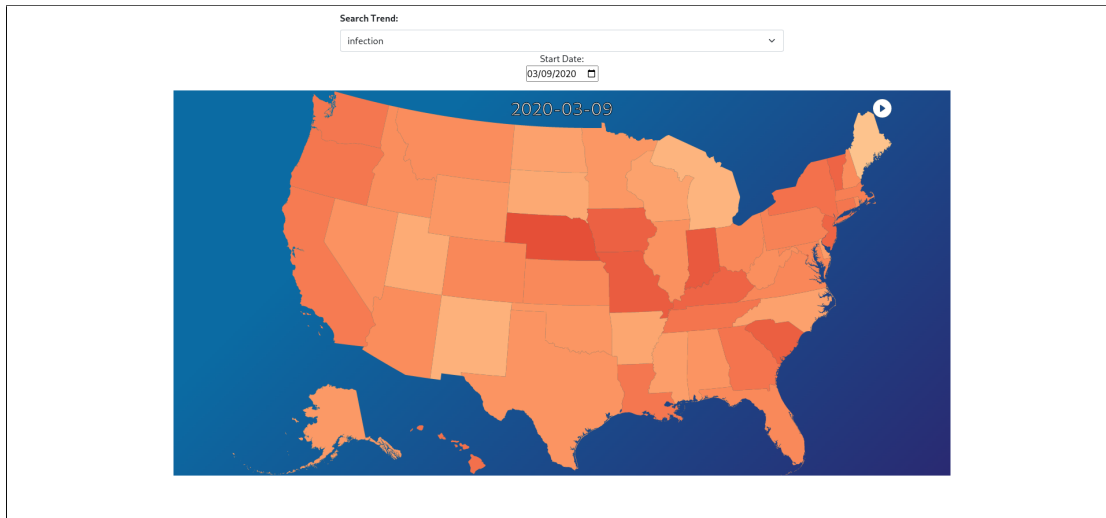 Search Trend:
infection
Start Date:
03/09/2020
2020-03-09